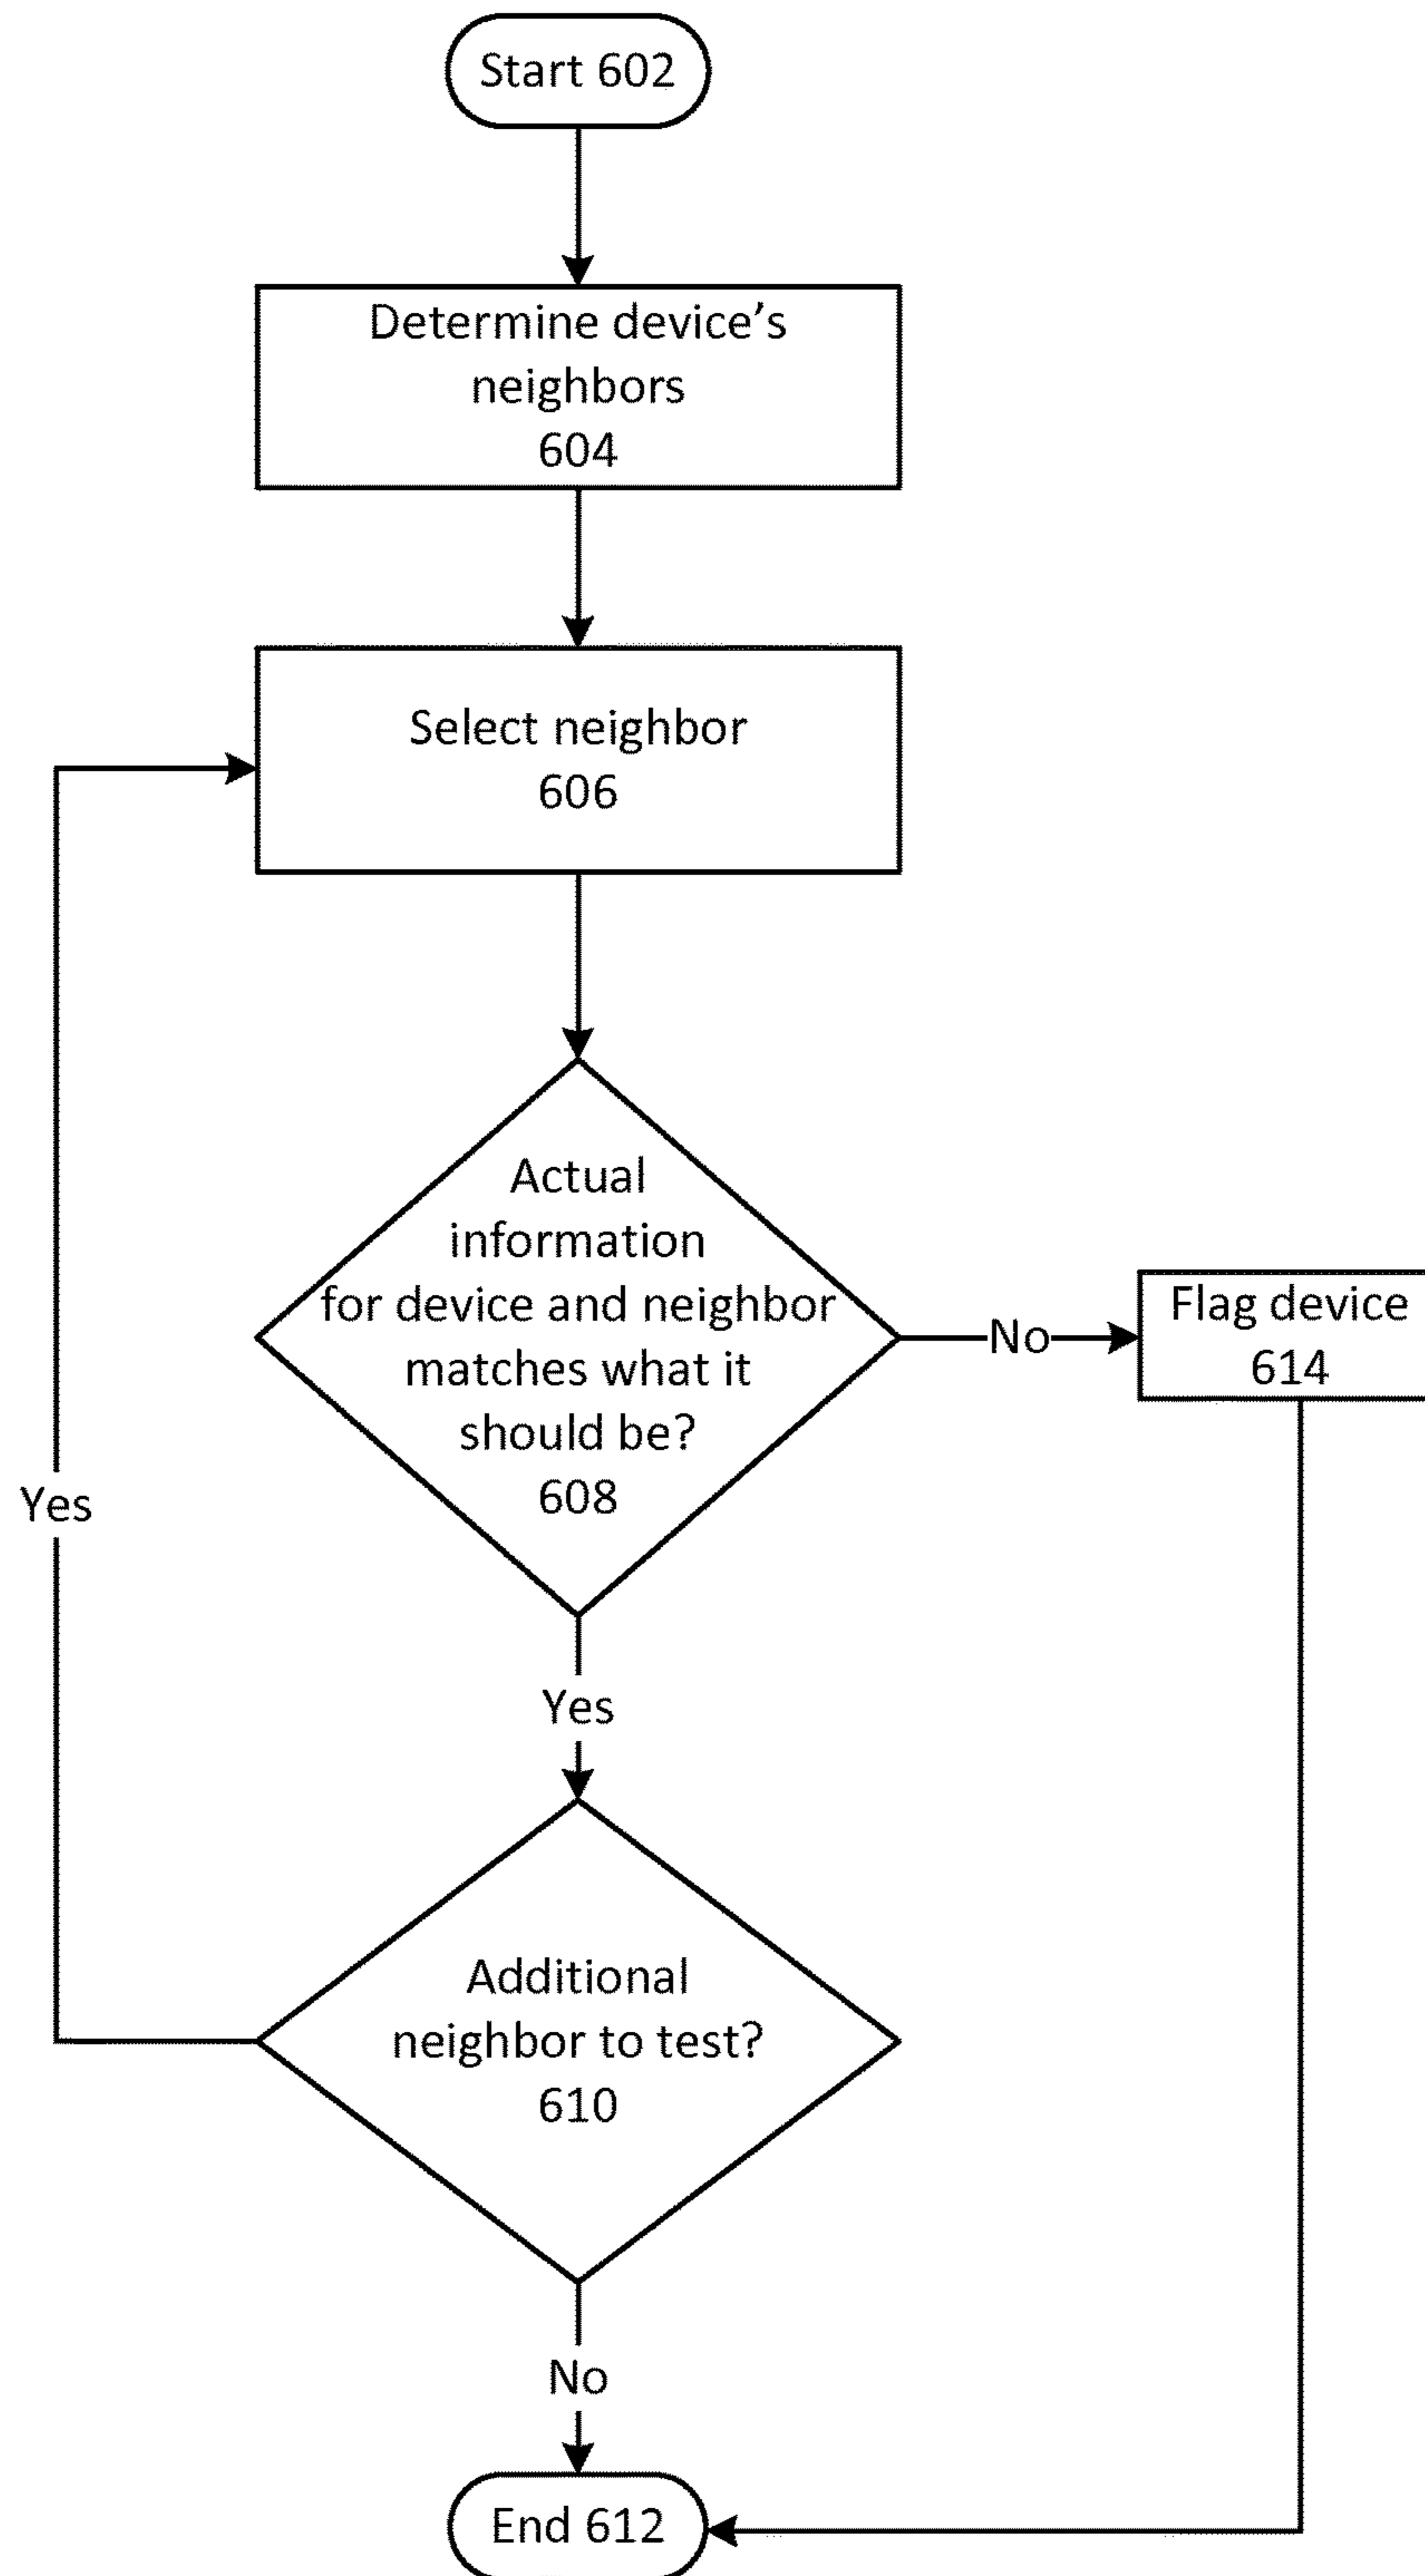 Start 602
Determine device’s
neighbors
604
Select neighbor
606
Actual
information
for device and neighbor
matches what it
should be?
608
No
Flag device
614
Yes
Yes
Additional
neighbor to test?
610
No
End 612